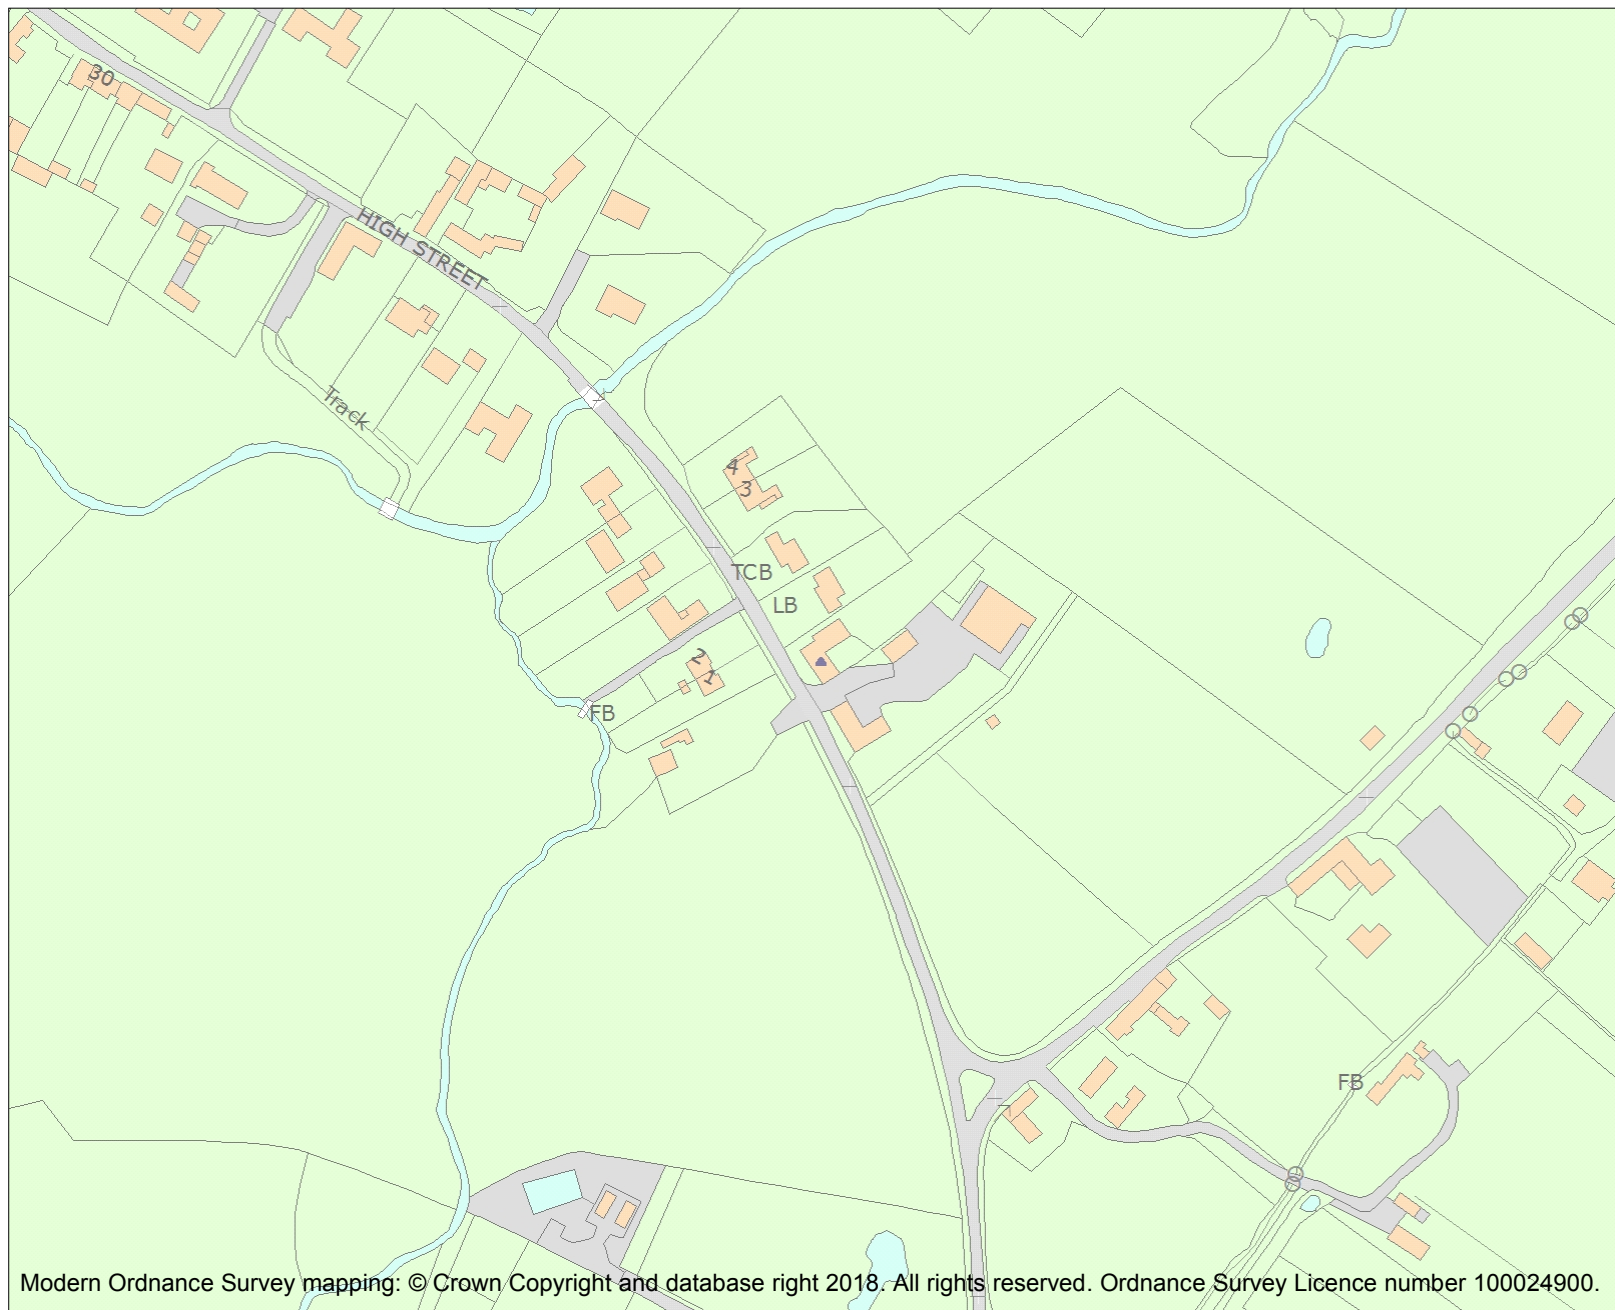 30
HIGH STREET
Track
4
3
TCB
LB
2
1
FB
FB
Modern Ordnance Survey mapping: © Crown Copyright and database right 2018. All rights reserved. Ordnance Survey Licence number 100024900.